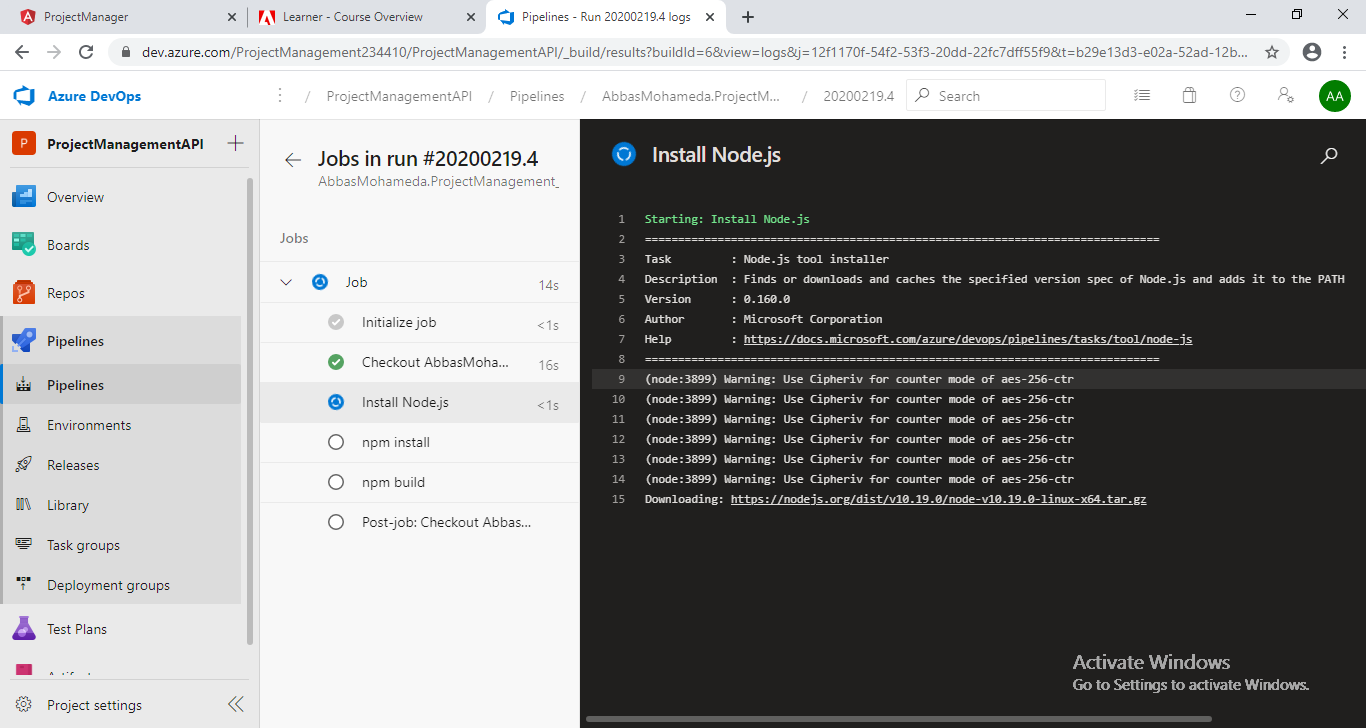 ProjectManager
Learner - Course Overview
Pipelines - Run 20200219.4 logs
dev.azure.com/ProjectManagement234410/ProjectManagementAPI/_build/results?buildId=6&view=logs&j=12f1170f-54f2-53f3-20dd-22fc7dff55f9&t=b29e13d3-e02a-52ad-12b...
Azure DevOps
/ ProjectManagementAPI / Pipelines / AbbasMohameda.ProjectM... / 20200219.4
Search
AA
P
ProjectManagementAPI
Overview
Boards
Repos
Pipelines
Pipelines
Environments
Releases
Library
Task groups
Deployment groups
Test Plans
Project settings
Jobs in run #20200219.4
AbbasMohameda.ProjectManagement_
Jobs
Job 14s
Initialize job <1s
Checkout AbbasMoha... 16s
Install Node.js <1s
npm install
npm build
Post-job: Checkout Abbas...
Install Node.js
1 Starting: Install Node.js
2 ==============================================================================
3 Task : Node.js tool installer
4 Description : Finds or downloads and caches the specified version spec of Node.js and adds it to the PATH
5 Version : 0.160.0
6 Author : Microsoft Corporation
7 Help : https://docs.microsoft.com/azure/devops/pipelines/tasks/tool/node-js
8 ==============================================================================
9 (node:3899) Warning: Use Cipheriv for counter mode of aes-256-ctr
10 (node:3899) Warning: Use Cipheriv for counter mode of aes-256-ctr
11 (node:3899) Warning: Use Cipheriv for counter mode of aes-256-ctr
12 (node:3899) Warning: Use Cipheriv for counter mode of aes-256-ctr
13 (node:3899) Warning: Use Cipheriv for counter mode of aes-256-ctr
14 (node:3899) Warning: Use Cipheriv for counter mode of aes-256-ctr
15 Downloading: https://nodejs.org/dist/v10.19.0/node-v10.19.0-linux-x64.tar.gz
Activate Windows
Go to Settings to activate Windows.